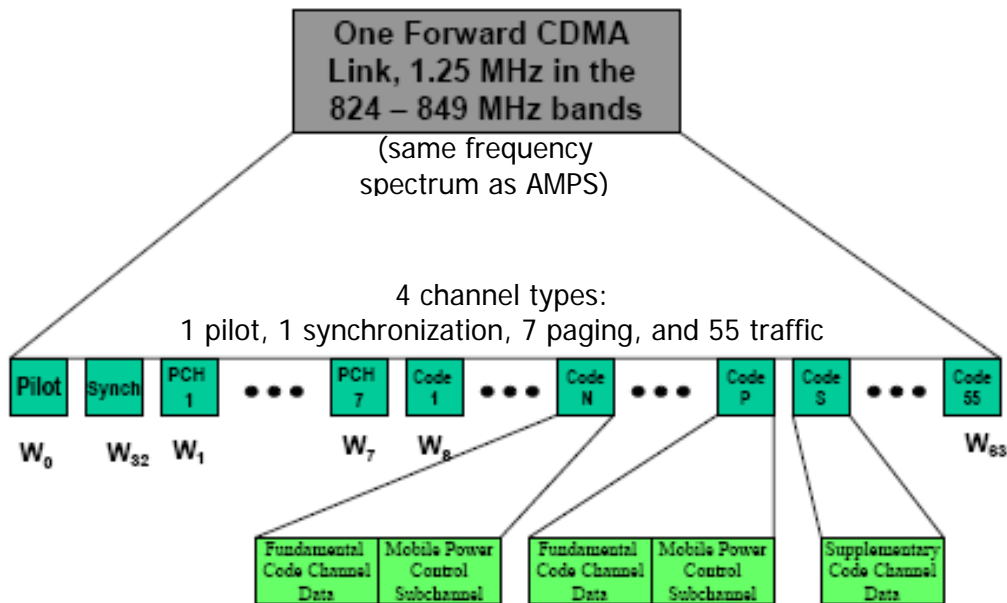 One Forward CDMA
Link, 1.25 MHz in the
824 – 849 MHz bands
(same frequency
spectrum as AMPS)
4 channel types:
1 pilot, 1 synchronization, 7 paging, and 55 traffic
Pilot
Synch
PCH
1
PCH
7
Code
1
Code
N
Code
P
Code
S
Code
55
W₀
W₃₂
W₁
W₇
W₈
W₆₃
Fundamental
Code Channel
Data
Mobile Power
Control
Subchannel
Fundamental
Code Channel
Data
Mobile Power
Control
Subchannel
Supplementary
Code Channel
Data